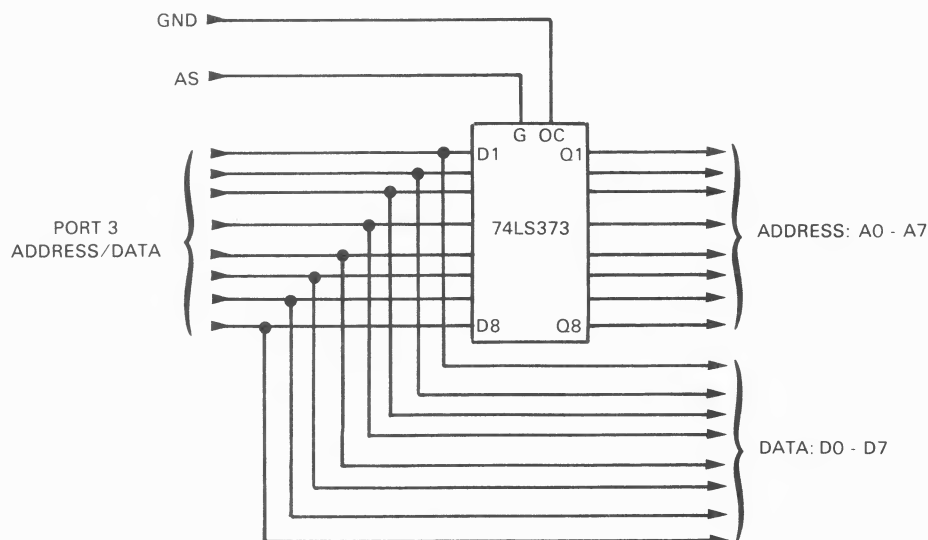 GND
AS
G OC
D1 Q1
PORT 3
ADDRESS/DATA
74LS373
ADDRESS: A0 - A7
D8 Q8
DATA: D0 - D7